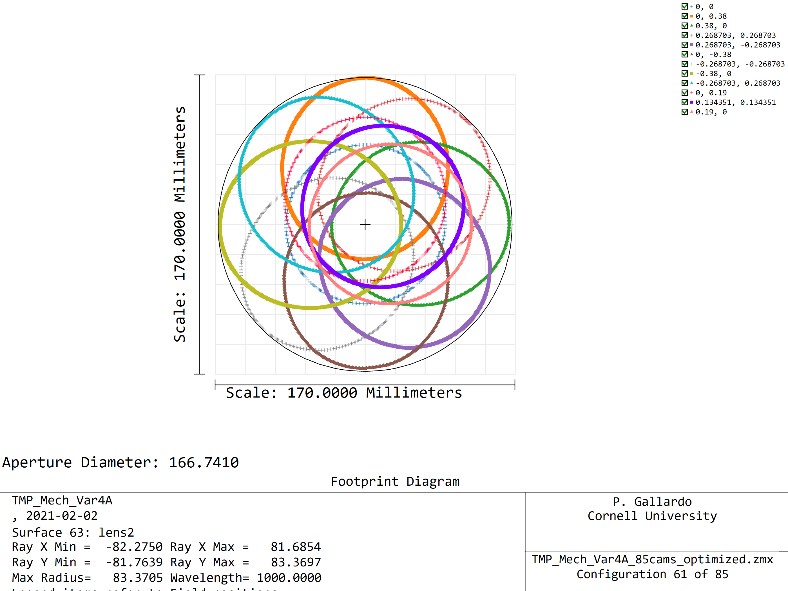 0, 0
0, 0.38
0.38, 0
0.268703, 0.268703
0.268703, -0.268703
0, -0.38
-0.268703, -0.268703
-0.38, 0
-0.268703, 0.268703
0, 0.19
0.134351, 0.134351
0.19, 0
Scale: 170.0000 Millimeters
Scale: 170.0000 Millimeters
Aperture Diameter: 166.7410
Footprint Diagram
TMP_Mech_Var4A
, 2021-02-02
Surface 63: lens2
Ray X Min = -82.2750 Ray X Max = 81.6854
Ray Y Min = -81.7639 Ray Y Max = 83.3697
Max Radius= 83.3705 Wavelength= 1000.0000
P. Gallardo
Cornell University
TMP_Mech_Var4A_85cams_optimized.zmx
Configuration 61 of 85